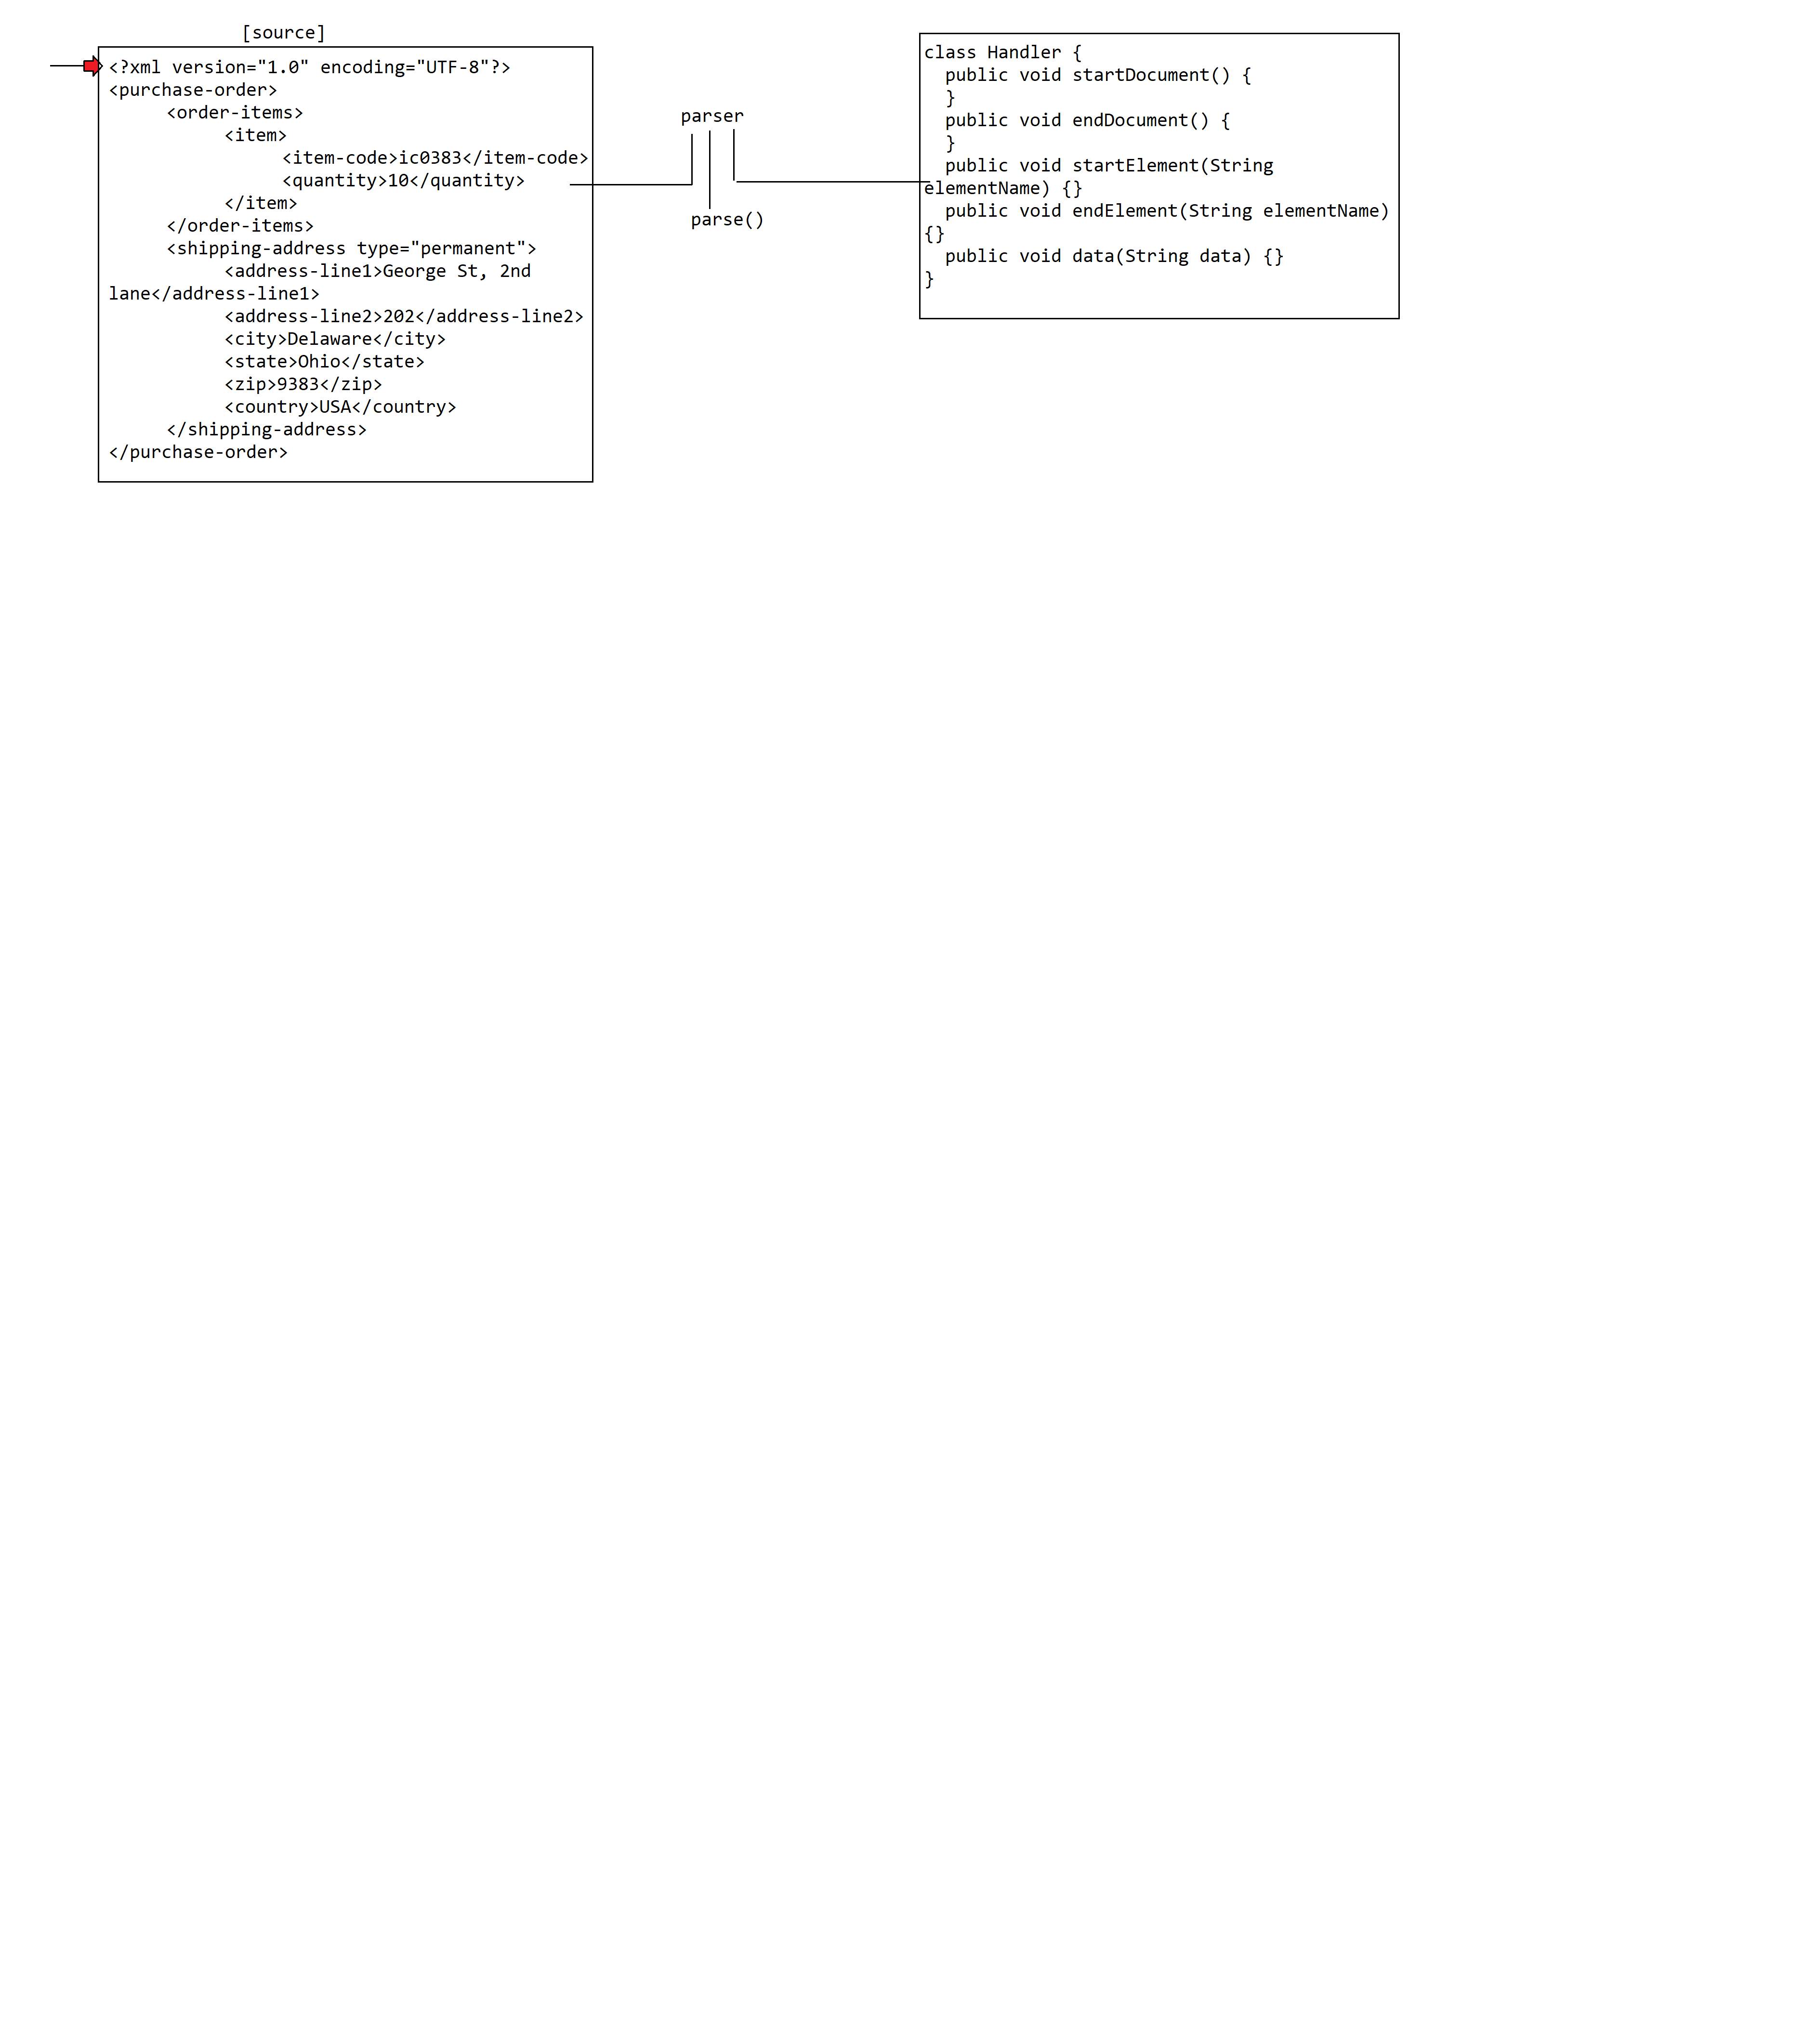 [source]
<?xml version="1.0" encoding="UTF-8"?>
<purchase-order>
<order-items>
<item>
<item-code>ic0383</item-code>
<quantity>10</quantity>
</item>
</order-items>
<shipping-address type="permanent">
<address-line1>George St, 2nd
lane</address-line1>
<address-line2>202</address-line2>
<city>Delaware</city>
<state>Ohio</state>
<zip>9383</zip>
<country>USA</country>
</shipping-address>
</purchase-order>
parser
parse()
class Handler {
public void startDocument() {
}
public void endDocument() {
}
public void startElement(String
elementName) {}
public void endElement(String elementName)
{}
public void data(String data) {}
}